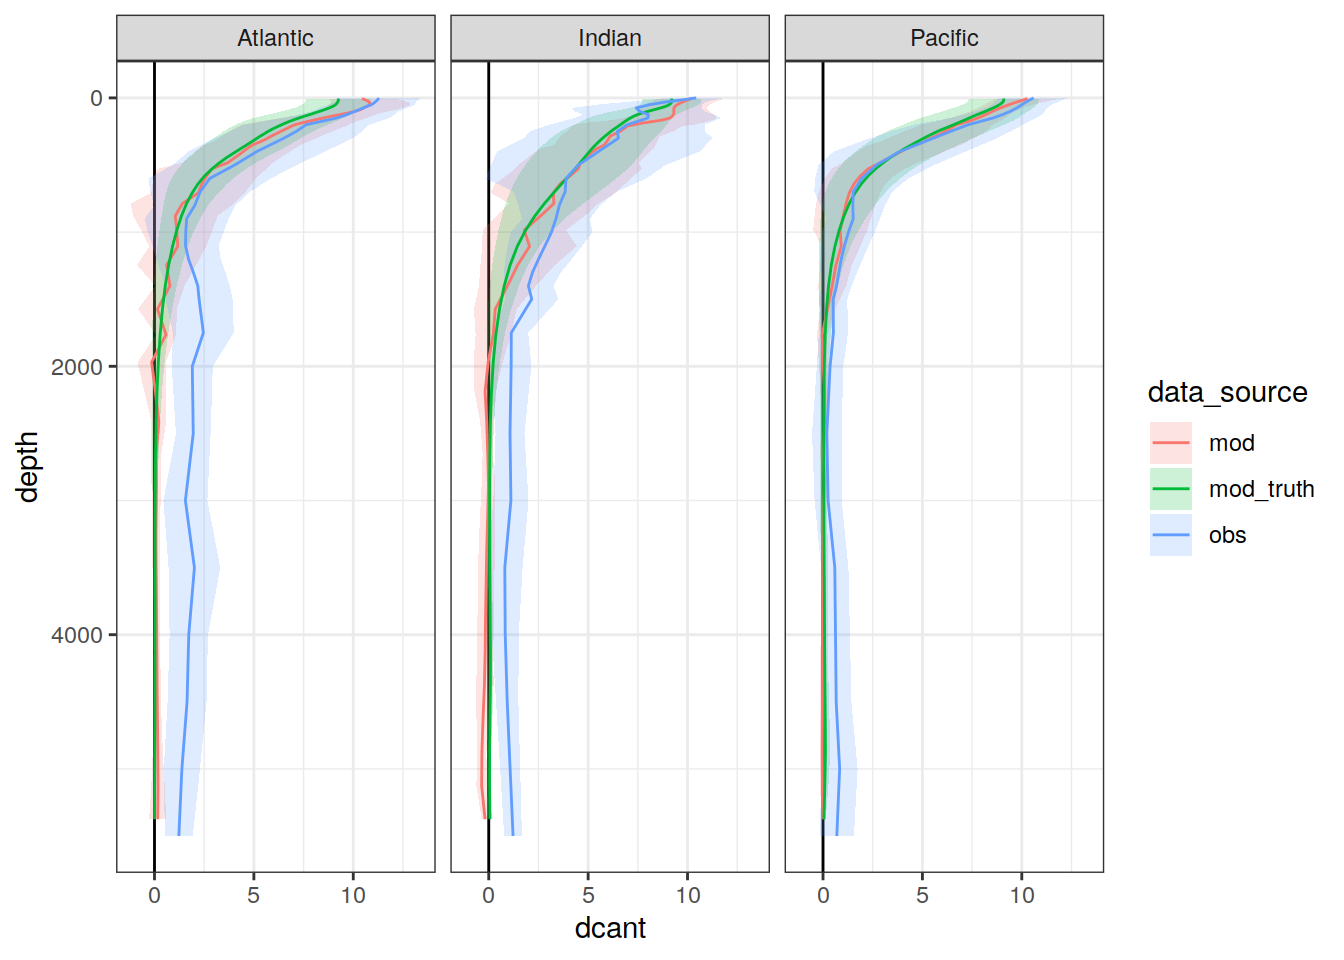 Atlantic Indian Pacific
0
2000
4000
depth
0 5 10 0 5 10 0 5 10
dcant
data_source
mod
mod_truth
obs